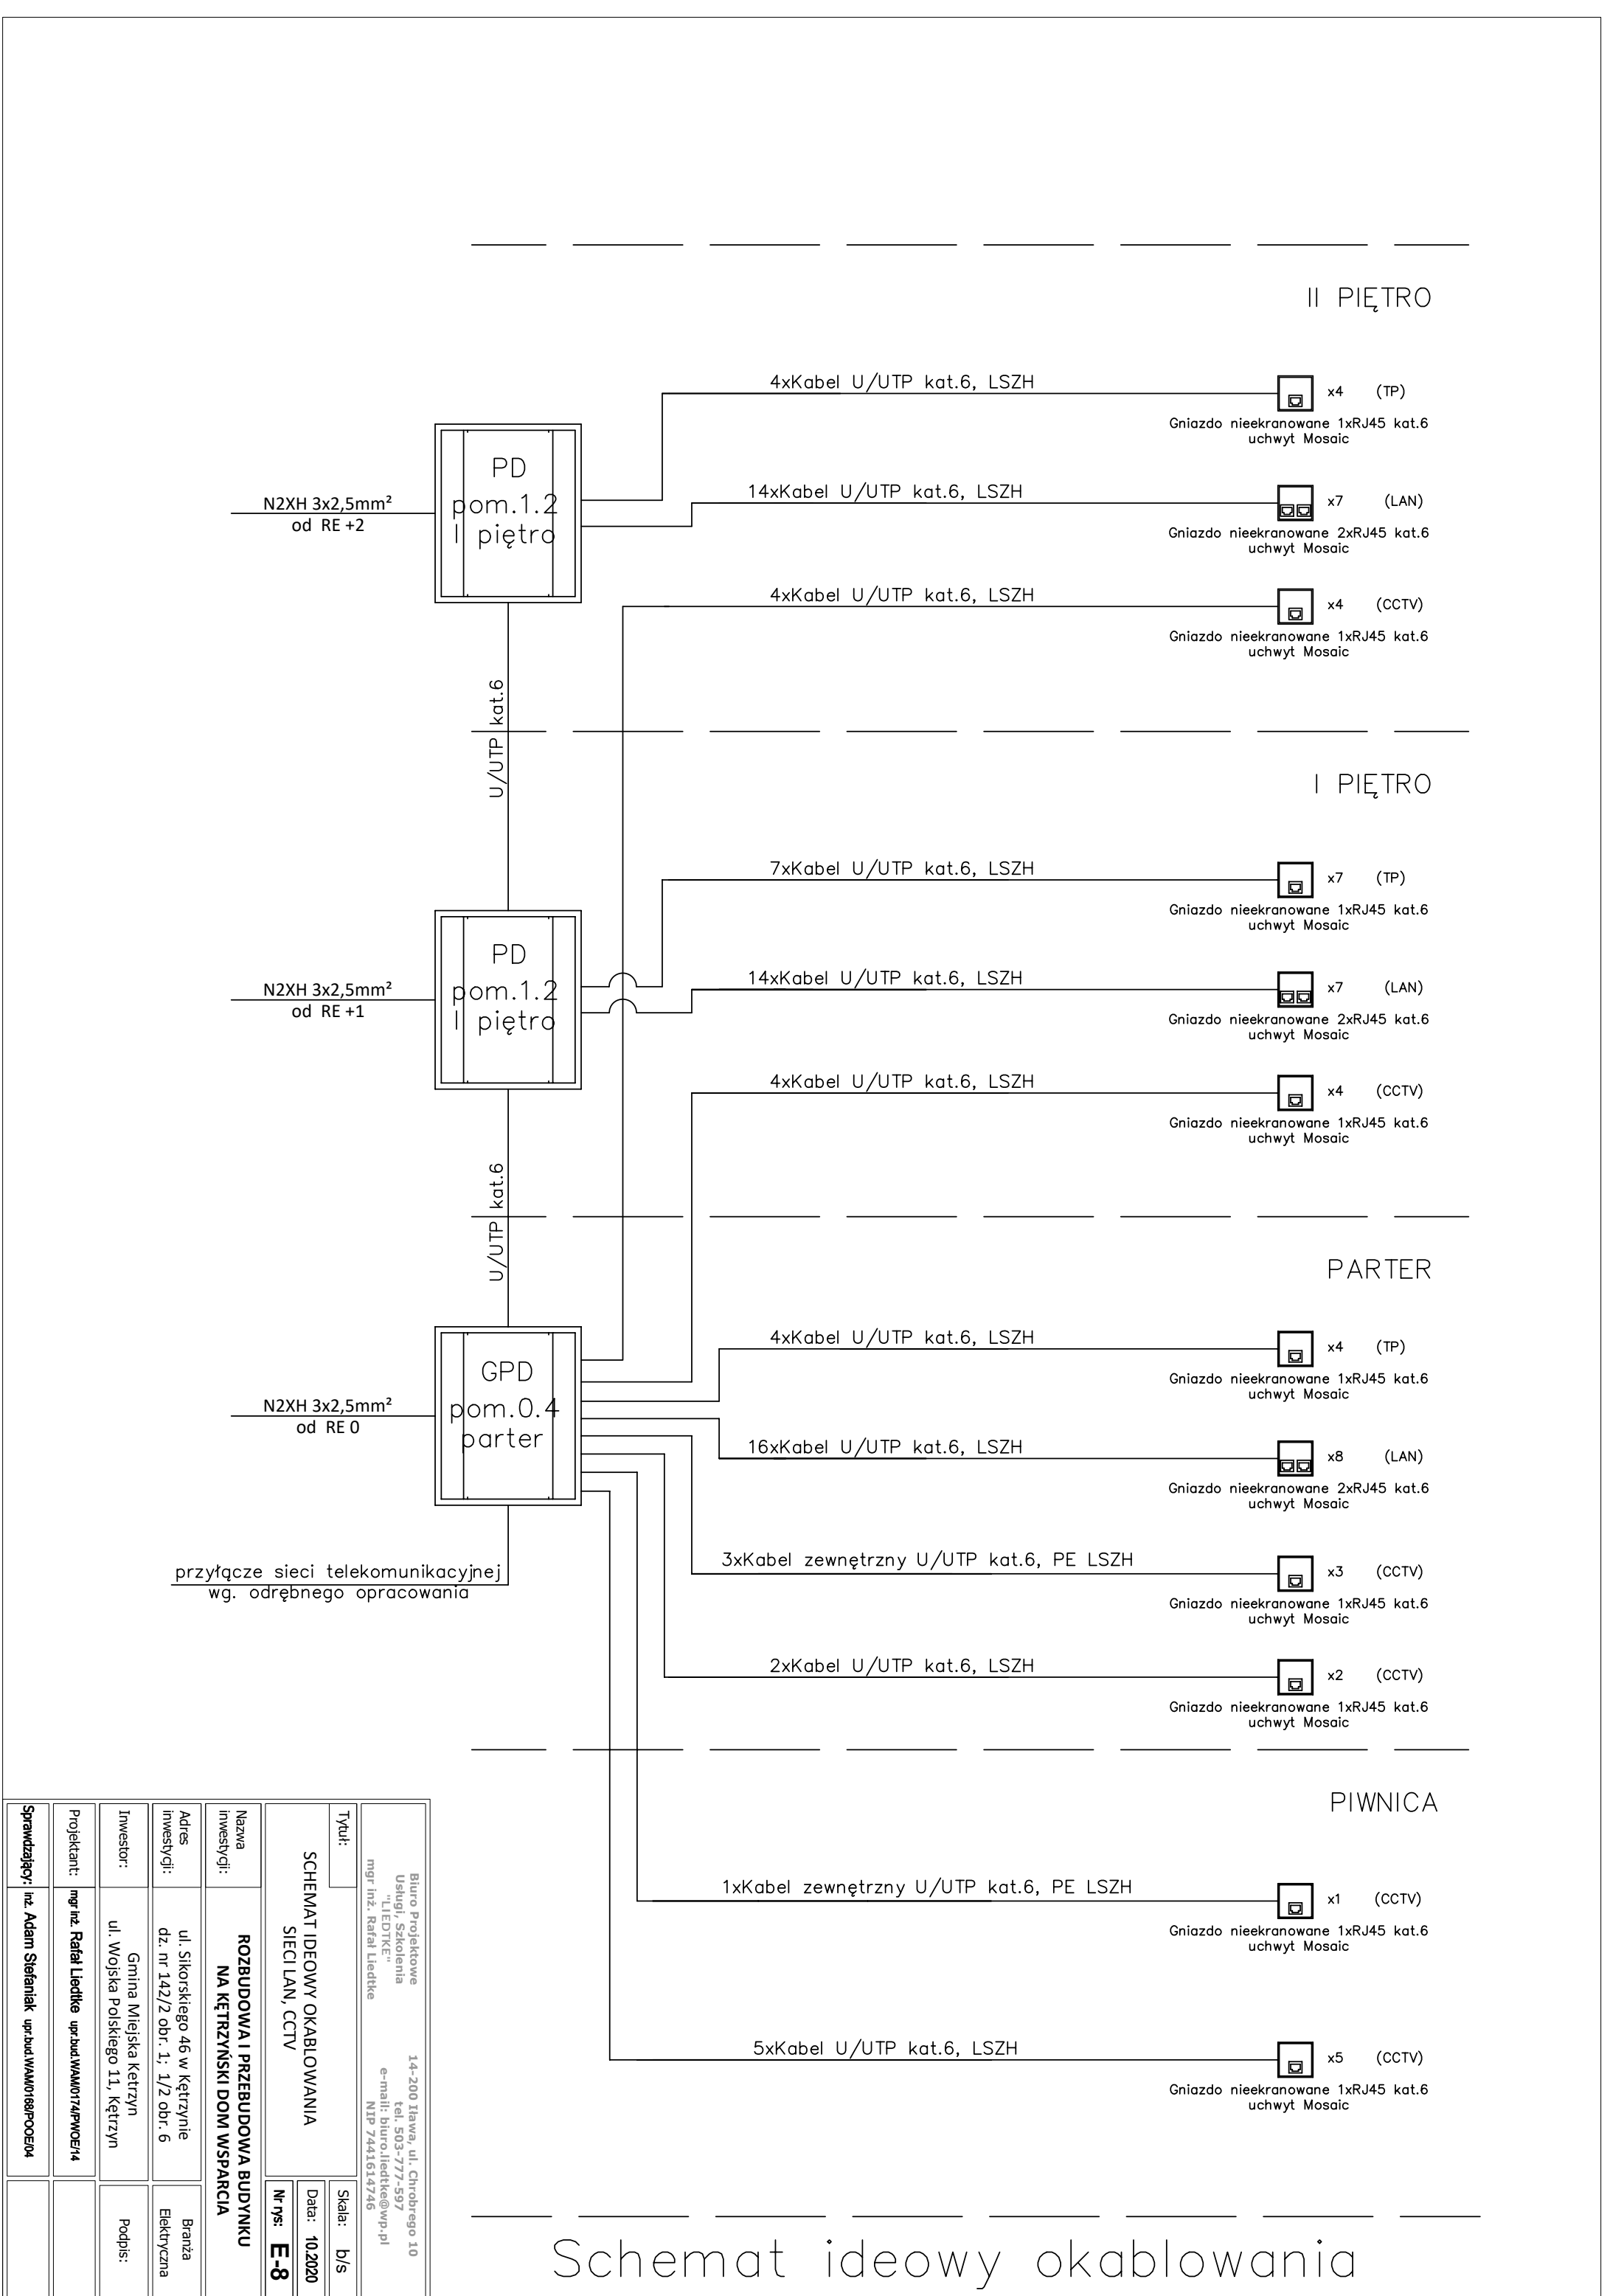 II PIĘTRO
4xKabel U/UTP kat.6, LSZH
x4 (TP)
Gniazdo nieekranowane 1xRJ45 kat.6
uchwyt Mosaic
PD
pom.1.2
I piętro
N2XH 3x2,5mm²
od RE +2
14xKabel U/UTP kat.6, LSZH
x7 (LAN)
Gniazdo nieekranowane 2xRJ45 kat.6
uchwyt Mosaic
4xKabel U/UTP kat.6, LSZH
x4 (CCTV)
Gniazdo nieekranowane 1xRJ45 kat.6
uchwyt Mosaic
U/UTP kat.6
I PIĘTRO
7xKabel U/UTP kat.6, LSZH
x7 (TP)
Gniazdo nieekranowane 1xRJ45 kat.6
uchwyt Mosaic
PD
pom.1.2
I piętro
N2XH 3x2,5mm²
od RE +1
14xKabel U/UTP kat.6, LSZH
x7 (LAN)
Gniazdo nieekranowane 2xRJ45 kat.6
uchwyt Mosaic
4xKabel U/UTP kat.6, LSZH
x4 (CCTV)
Gniazdo nieekranowane 1xRJ45 kat.6
uchwyt Mosaic
U/UTP kat.6
PARTER
4xKabel U/UTP kat.6, LSZH
x4 (TP)
Gniazdo nieekranowane 1xRJ45 kat.6
uchwyt Mosaic
GPD
pom.0.4
parter
N2XH 3x2,5mm²
od RE 0
16xKabel U/UTP kat.6, LSZH
x8 (LAN)
Gniazdo nieekranowane 2xRJ45 kat.6
uchwyt Mosaic
przyłącze sieci telekomunikacyjnej
wg. odrębnego opracowania
3xKabel zewnętrzny U/UTP kat.6, PE LSZH
x3 (CCTV)
Gniazdo nieekranowane 1xRJ45 kat.6
uchwyt Mosaic
2xKabel U/UTP kat.6, LSZH
x2 (CCTV)
Gniazdo nieekranowane 1xRJ45 kat.6
uchwyt Mosaic
PIWNICA
1xKabel zewnętrzny U/UTP kat.6, PE LSZH
x1 (CCTV)
Gniazdo nieekranowane 1xRJ45 kat.6
uchwyt Mosaic
5xKabel U/UTP kat.6, LSZH
x5 (CCTV)
Gniazdo nieekranowane 1xRJ45 kat.6
uchwyt Mosaic
Schemat ideowy okablowania
Biuro Projektowe
Usługi, Szkolenia
"LIEDTKE"
mgr inż. Rafał Liedtke
14-200 Iława, ul. Chrobrego 10
tel. 503-777-597
e-mail: biuro.liedtke@wp.pl
NIP 7441614746
Tytuł:
SCHEMAT IDEOWY OKABLOWANIA
SIECI LAN, CCTV
Skala: b/s
Data: 10.2020
Nr rys: E-8
Nazwa
inwestycji:
ROZBUDOWA I PRZEBUDOWA BUDYNKU
NA KĘTRZYŃSKI DOM WSPARCIA
Adres
inwestycji:
ul. Sikorskiego 46 w Kętrzynie
dz. nr 142/2 obr. 1; 1/2 obr. 6
Branża
Elektryczna
Inwestor:
Gmina Miejska Kętrzyn
ul. Wojska Polskiego 11, Kętrzyn
Podpis:
Projektant: mgr inż. Rafał Liedtke upr.bud.WAM/0174/PWOE/14
Sprawdzający: inż. Adam Stefaniak upr.bud.WAM/0168/POOE/04